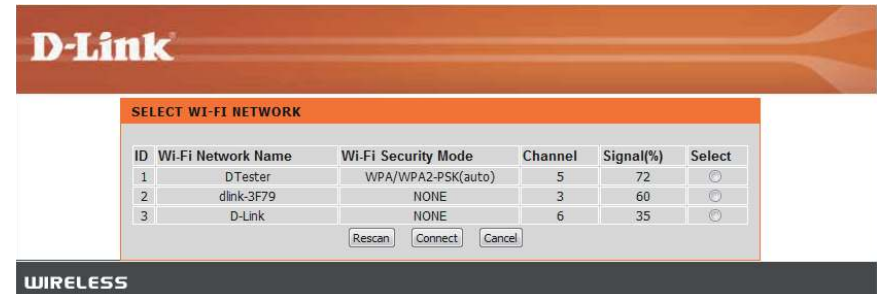 D-Link
SELECT WI-FI NETWORK
ID Wi-Fi Network Name Wi-Fi Security Mode Channel Signal(%) Select
1 DTester WPA/WPA2-PSK(auto) 5 72
2 dlink-3F79 NONE 3 60
3 D-Link NONE 6 35
Rescan Connect Cancel
WIRELESS